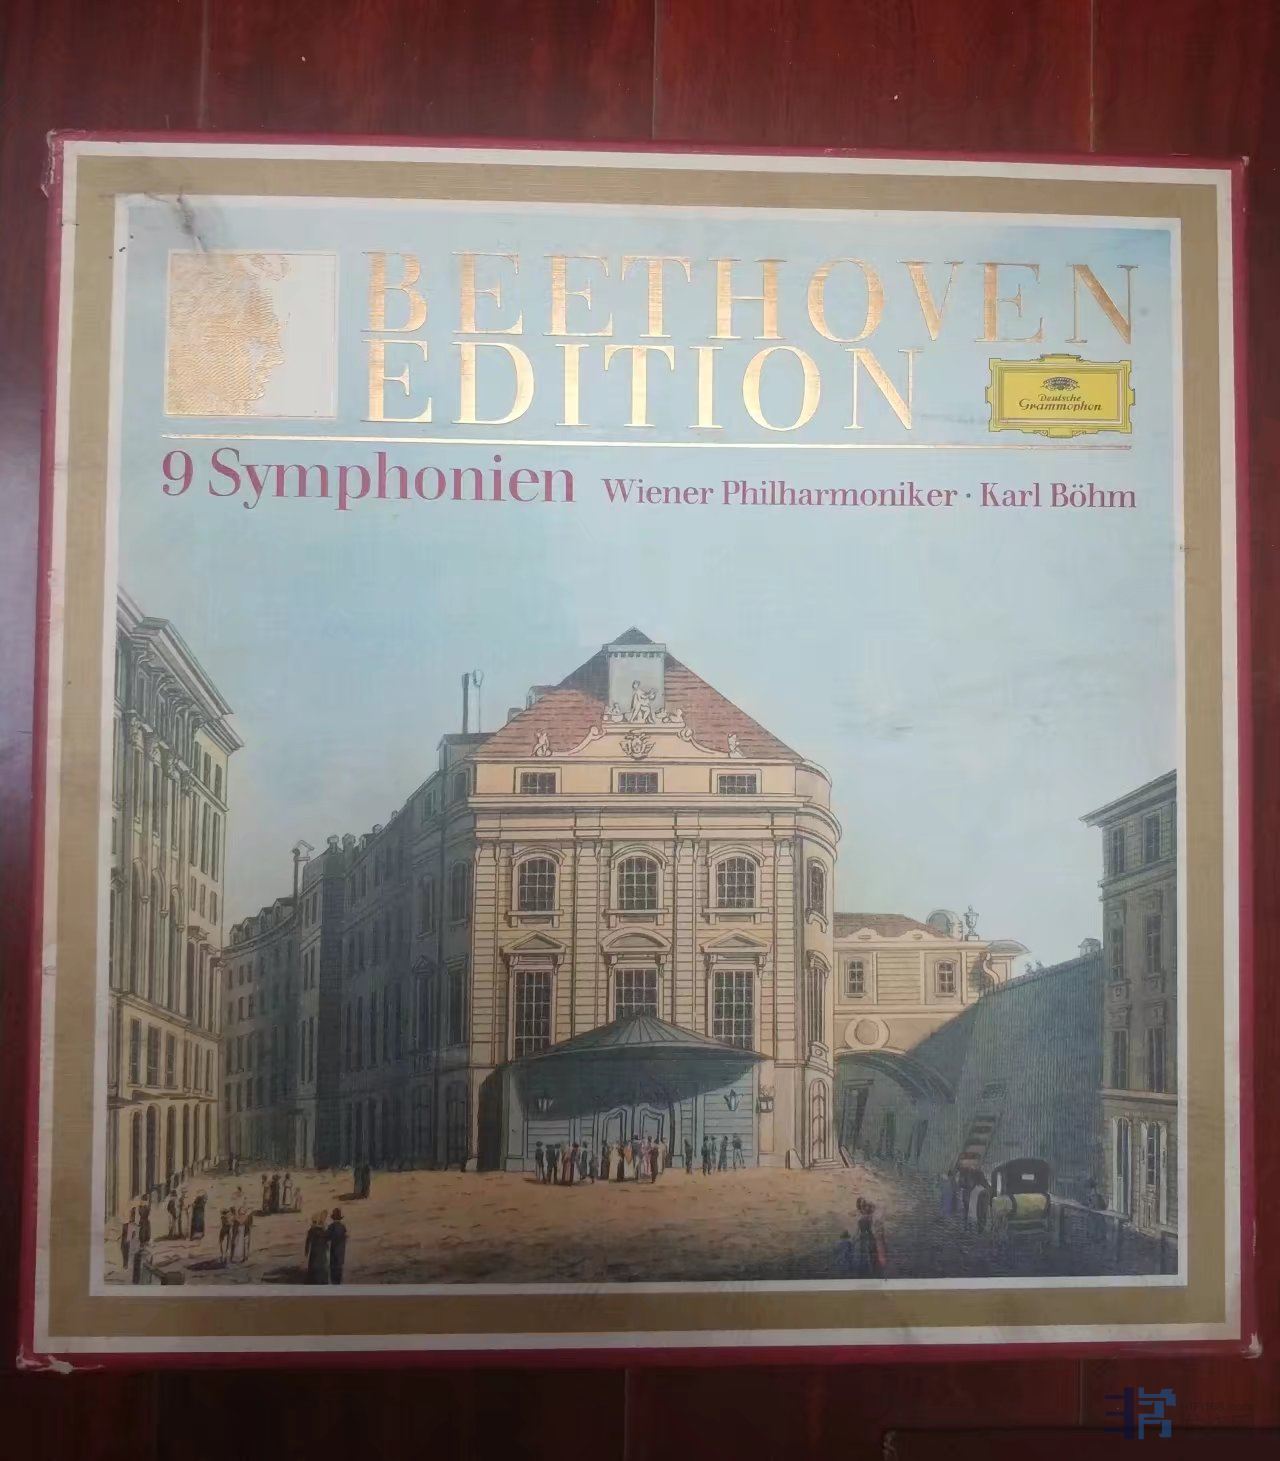 BEETHOVEN
EDITION
Deutsche
Grammophon
9 Symphonien Wiener Philharmoniker · Karl Böhm